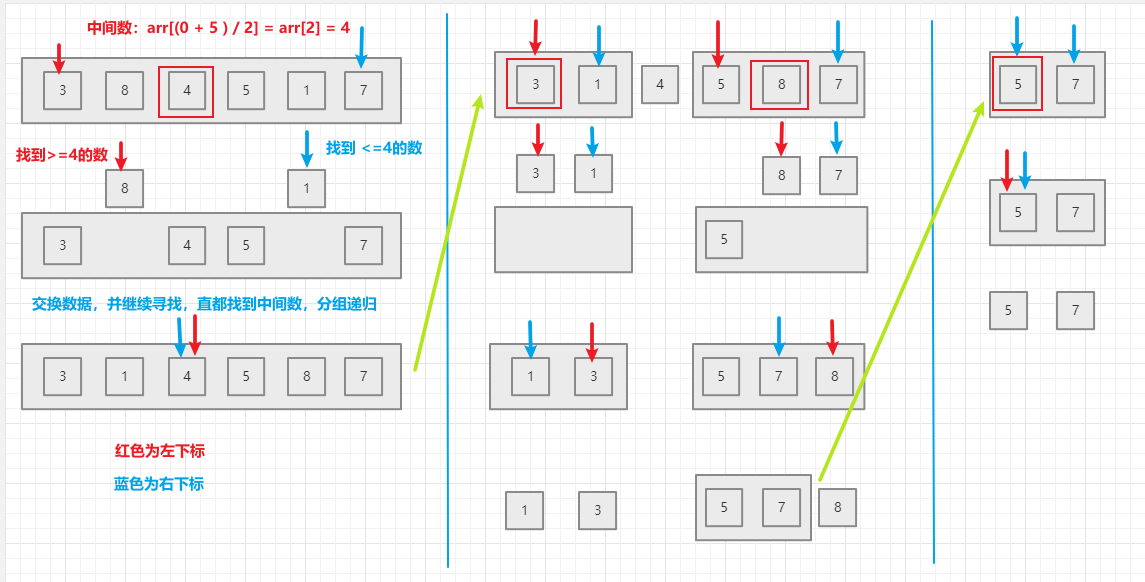 中间数：arr[(0 + 5 ) / 2] = arr[2] = 4
3 8 4 5 1 7
找到>=4的数
找到 <=4的数
8 1
3 4 5 7
交换数据，并继续寻找，直都找到中间数，分组递归
3 1 4 5 8 7
红色为左下标
蓝色为右下标
3 1 4 5 8 7
3 1 8 7
5
1 3 5 7 8
1 3 5 7 8
5 7
5 7
5 7